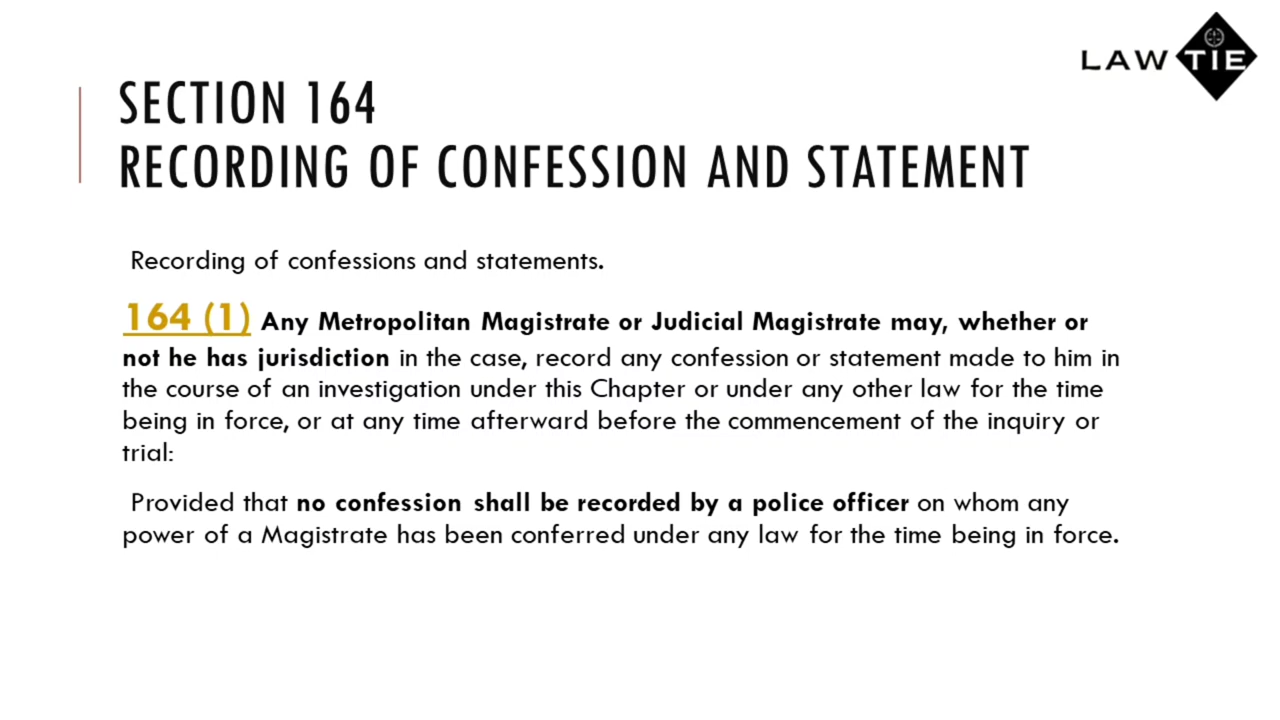 LAW TIE
SECTION 164
RECORDING OF CONFESSION AND STATEMENT
Recording of confessions and statements.
164 (1) Any Metropolitan Magistrate or Judicial Magistrate may, whether or
not he has jurisdiction in the case, record any confession or statement made to him in
the course of an investigation under this Chapter or under any other law for the time
being in force, or at any time afterward before the commencement of the inquiry or
trial:
Provided that no confession shall be recorded by a police officer on whom any
power of a Magistrate has been conferred under any law for the time being in force.